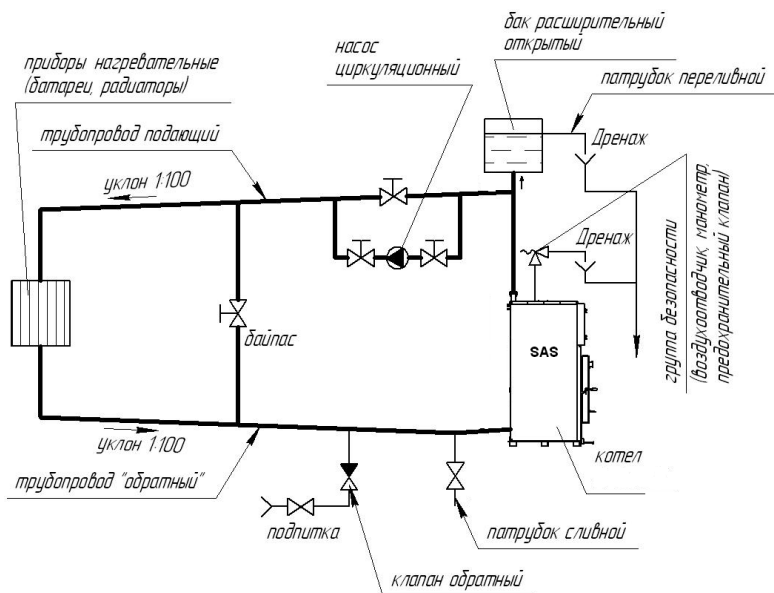 бак расширительный
открытый
насос
циркуляционный
приборы нагревательные
(батареи, радиаторы)
патрубок переливной
трубопровод подающий
Дренаж
уклон 1:100
Дренаж
группа безопасности
(воздухоотводчик, манометр,
предохранительный клапан)
байпас
SAS
уклон 1:100
котел
трубопровод "обратный"
подпитка
патрубок сливной
клапан обратный